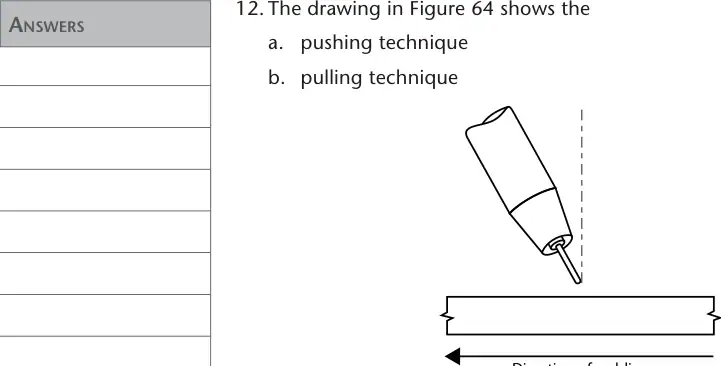 ANSWERS
12. The drawing in Figure 64 shows the
a. pushing technique
b. pulling technique